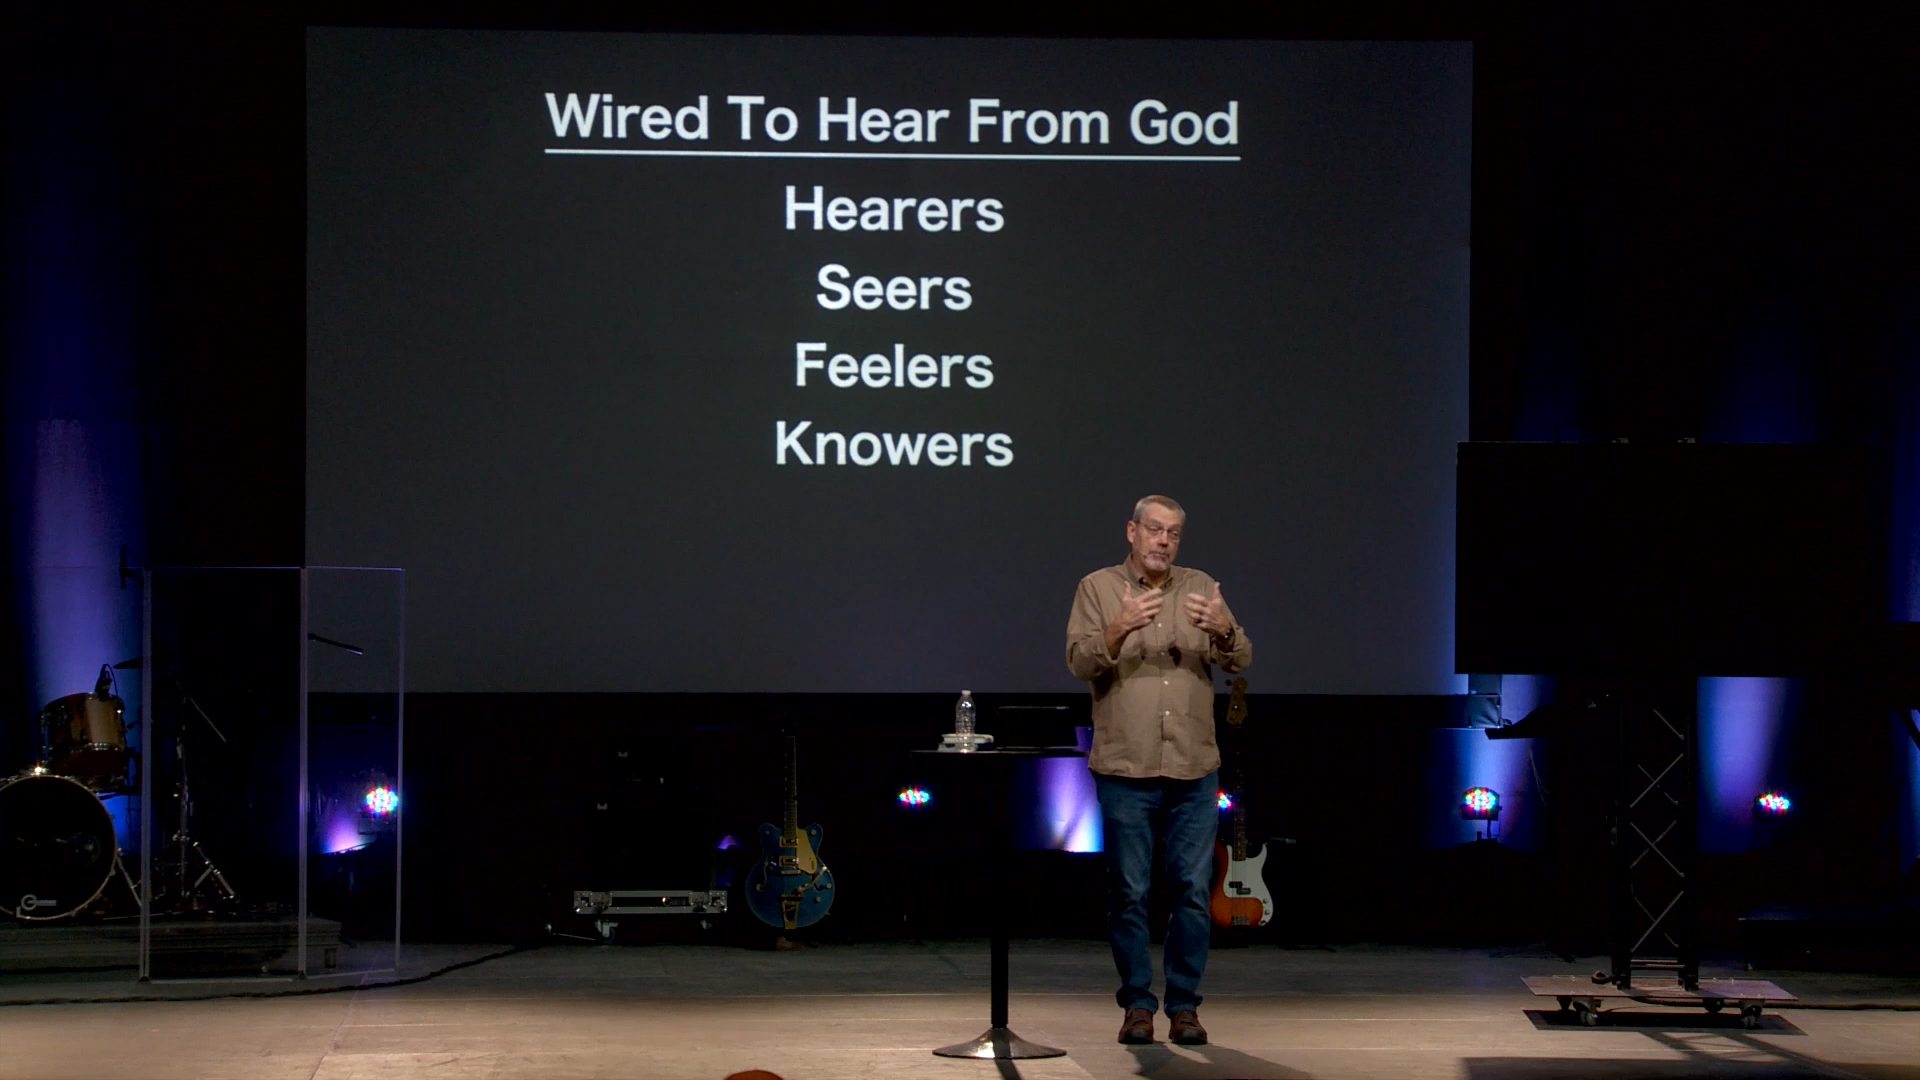 Wired To Hear From God
Hearers
Seers
Feelers
Knowers